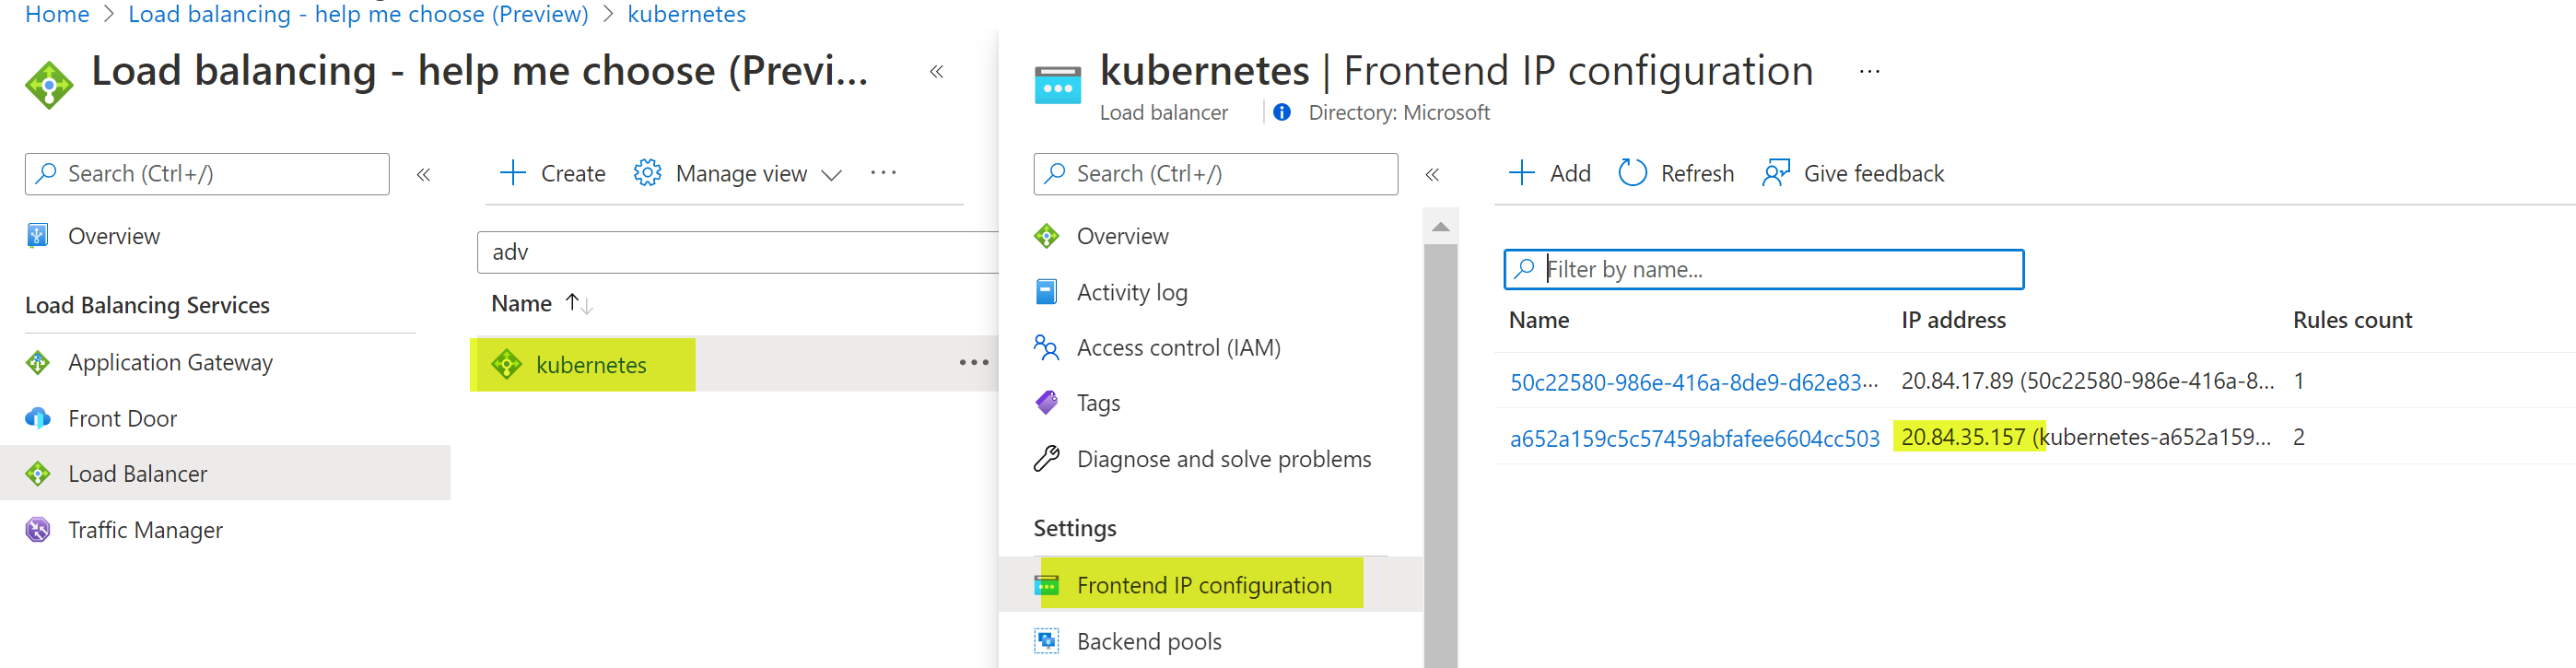 Home > Load balancing - help me choose (Preview) > kubernetes
Load balancing - help me choose (Previ...
«
Search (Ctrl+/)
«
Overview
Load Balancing Services
Application Gateway
Front Door
Load Balancer
Traffic Manager
+ Create
Manage view
...
adv
Name ↑↓
kubernetes
...
kubernetes | Frontend IP configuration
...
Load balancer
Directory: Microsoft
Search (Ctrl+/)
«
Overview
Activity log
Access control (IAM)
Tags
Diagnose and solve problems
Settings
Frontend IP configuration
Backend pools
+ Add
Refresh
Give feedback
Filter by name...
Name IP address Rules count
50c22580-986e-416a-8de9-d62e83... 20.84.17.89 (50c22580-986e-416a-8... 1
a652a159c5c57459abfafee6604cc503 20.84.35.157 (kubernetes-a652a159... 2